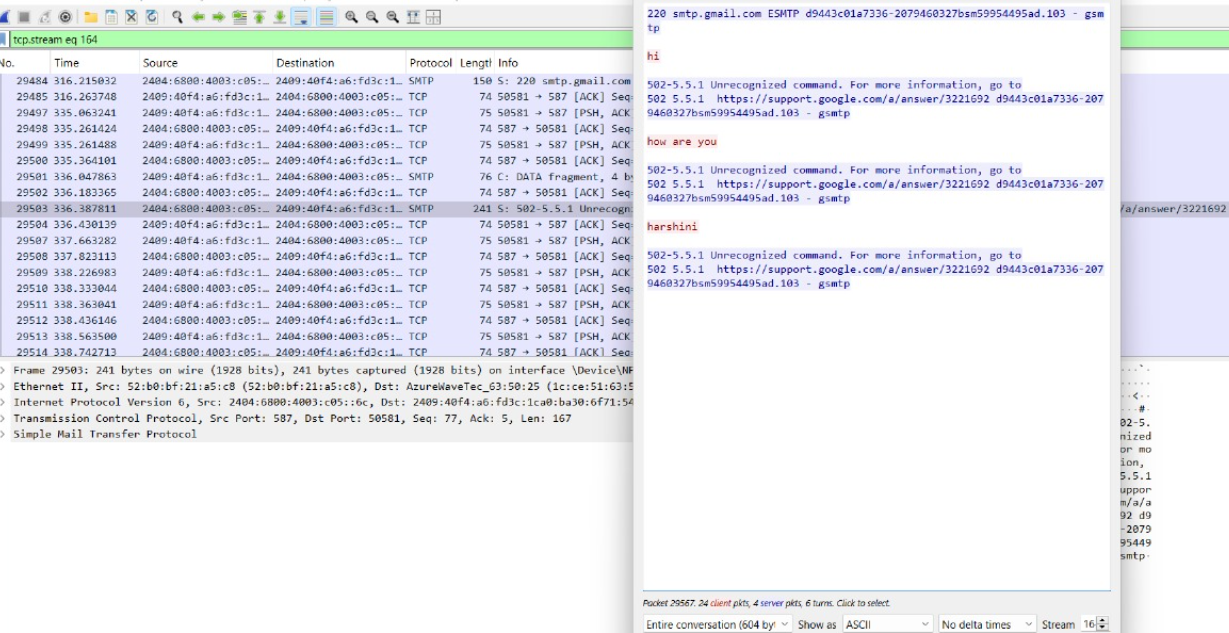 tcp.stream eq 164
No. Time Source Destination Protocol Length Info
29484 316.215032 2404:6800:4003:c05:… 2409:40f4:a6:fd3c:1… SMTP 150 S: 220 smtp.gmail.com
29485 316.263748 2409:40f4:a6:fd3c:1… 2404:6800:4003:c05:… TCP 74 50581 → 587 [ACK] Seq=
29497 335.063241 2409:40f4:a6:fd3c:1… 2404:6800:4003:c05:… TCP 75 50581 → 587 [PSH, ACK
29498 335.261424 2404:6800:4003:c05:… 2409:40f4:a6:fd3c:1… TCP 74 587 → 50581 [ACK] Seq=
29499 335.261488 2409:40f4:a6:fd3c:1… 2404:6800:4003:c05:… TCP 75 50581 → 587 [PSH, ACK
29500 335.364101 2404:6800:4003:c05:… 2409:40f4:a6:fd3c:1… TCP 74 587 → 50581 [ACK] Seq=
29501 336.047863 2409:40f4:a6:fd3c:1… 2404:6800:4003:c05:… SMTP 76 C: DATA fragment, 4 by
29502 336.183365 2404:6800:4003:c05:… 2409:40f4:a6:fd3c:1… TCP 74 587 → 50581 [ACK] Seq=
29503 336.387811 2404:6800:4003:c05:… 2409:40f4:a6:fd3c:1… SMTP 241 S: 502-5.5.1 Unrecogn
29504 336.430139 2409:40f4:a6:fd3c:1… 2404:6800:4003:c05:… TCP 74 50581 → 587 [ACK] Seq=
29507 337.663282 2409:40f4:a6:fd3c:1… 2404:6800:4003:c05:… TCP 75 50581 → 587 [PSH, ACK
29508 337.823113 2404:6800:4003:c05:… 2409:40f4:a6:fd3c:1… TCP 74 587 → 50581 [ACK] Seq=
29509 338.226983 2409:40f4:a6:fd3c:1… 2404:6800:4003:c05:… TCP 75 50581 → 587 [PSH, ACK
29510 338.333044 2404:6800:4003:c05:… 2409:40f4:a6:fd3c:1… TCP 74 587 → 50581 [ACK] Seq=
29511 338.363041 2409:40f4:a6:fd3c:1… 2404:6800:4003:c05:… TCP 75 50581 → 587 [PSH, ACK
29512 338.436146 2404:6800:4003:c05:… 2409:40f4:a6:fd3c:1… TCP 74 587 → 50581 [ACK] Seq=
29513 338.563500 2409:40f4:a6:fd3c:1… 2404:6800:4003:c05:… TCP 75 50581 → 587 [PSH, ACK
29514 338.742713 2404:6800:4003:c05:… 2409:40f4:a6:fd3c:1… TCP 74 587 → 50581 [ACK] Seq=
Frame 29503: 241 bytes on wire (1928 bits), 241 bytes captured (1928 bits) on interface \Device\NF
Ethernet II, Src: 52:b0:bf:21:a5:c8 (52:b0:bf:21:a5:c8), Dst: AzureWaveTec_63:50:25 (1c:ce:51:63:5
Internet Protocol Version 6, Src: 2404:6800:4003:c05::6c, Dst: 2409:40f4:a6:fd3c:1ca0:ba30:6f71:54
Transmission Control Protocol, Src Port: 587, Dst Port: 50581, Seq: 77, Ack: 5, Len: 167
Simple Mail Transfer Protocol
220 smtp.gmail.com ESMTP d9443c01a7336-2079460327bsm59954495ad.103 - gsm
tp
hi
502-5.5.1 Unrecognized command. For more information, go to
502 5.5.1 https://support.google.com/a/answer/3221692 d9443c01a7336-207
9460327bsm59954495ad.103 - gsmtp
how are you
502-5.5.1 Unrecognized command. For more information, go to
502 5.5.1 https://support.google.com/a/answer/3221692 d9443c01a7336-207
9460327bsm59954495ad.103 - gsmtp
harshini
502-5.5.1 Unrecognized command. For more information, go to
502 5.5.1 https://support.google.com/a/answer/3221692 d9443c01a7336-207
9460327bsm59954495ad.103 - gsmtp
Packet 29567. 24 client pkts, 4 server pkts, 6 turns. Click to select.
Entire conversation (604 byt Show as ASCII No delta times Stream 16
/a/answer/3221692
02-5.
nized
or mo
ion,
5.5.1
uppor
m/a/a
92 d9
-2079
95449
smtp·